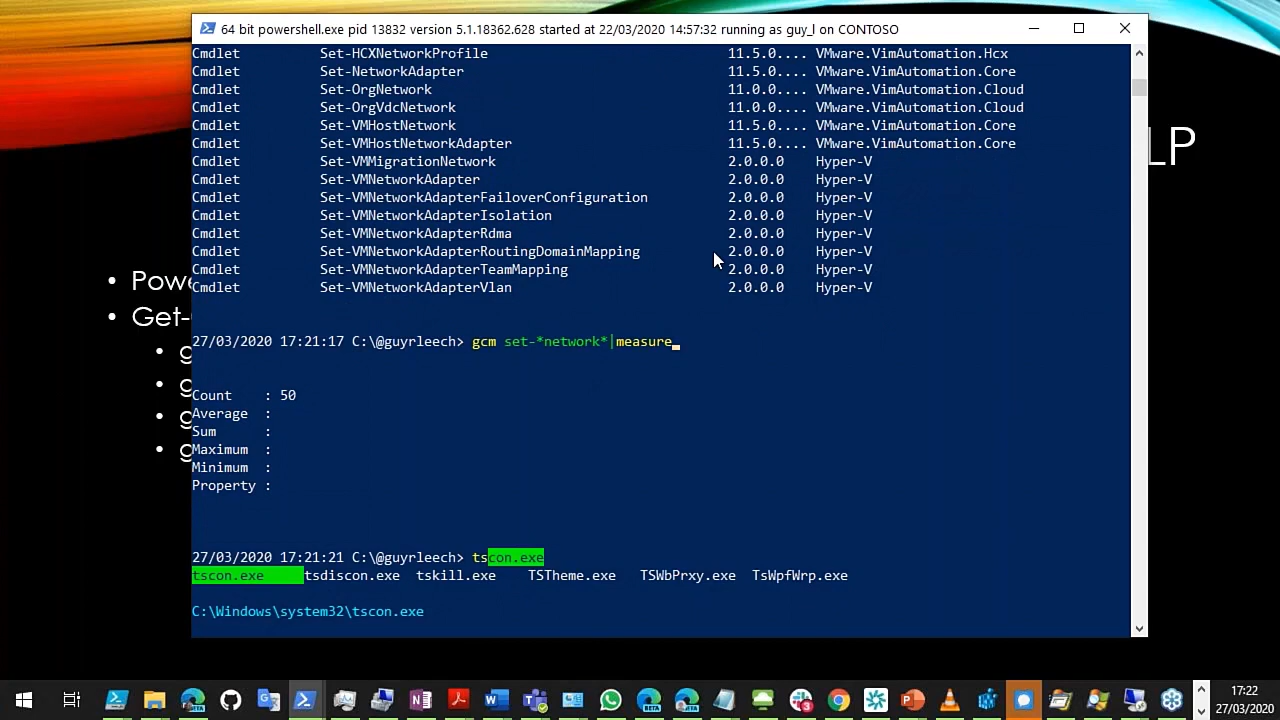 64 bit powershell.exe pid 13832 version 5.1.18362.628 started at 22/03/2020 14:57:32 running as guy_l on CONTOSO
Cmdlet Set-HCXNetworkProfile 11.5.0.... VMware.VimAutomation.Hcx
Cmdlet Set-NetworkAdapter 11.5.0.... VMware.VimAutomation.Core
Cmdlet Set-OrgNetwork 11.0.0.... VMware.VimAutomation.Cloud
Cmdlet Set-OrgVdcNetwork 11.0.0.... VMware.VimAutomation.Cloud
Cmdlet Set-VMHostNetwork 11.5.0.... VMware.VimAutomation.Core
Cmdlet Set-VMHostNetworkAdapter 11.5.0.... VMware.VimAutomation.Core
Cmdlet Set-VMMigrationNetwork 2.0.0.0 Hyper-V
Cmdlet Set-VMNetworkAdapter 2.0.0.0 Hyper-V
Cmdlet Set-VMNetworkAdapterFailoverConfiguration 2.0.0.0 Hyper-V
Cmdlet Set-VMNetworkAdapterIsolation 2.0.0.0 Hyper-V
Cmdlet Set-VMNetworkAdapterRdma 2.0.0.0 Hyper-V
Cmdlet Set-VMNetworkAdapterRoutingDomainMapping 2.0.0.0 Hyper-V
Cmdlet Set-VMNetworkAdapterTeamMapping 2.0.0.0 Hyper-V
Cmdlet Set-VMNetworkAdapterVlan 2.0.0.0 Hyper-V
LP
• Powe
• Get-
• g
• g
• g
• g
27/03/2020 17:21:17 C:\@guyrleech> gcm set-*network*|measure
Count : 50
Average :
Sum :
Maximum :
Minimum :
Property :
27/03/2020 17:21:21 C:\@guyrleech> tscon.exe
tscon.exe tsdiscon.exe tskill.exe TSTheme.exe TSWbPrxy.exe TsWpfWrp.exe
C:\Windows\system32\tscon.exe
BETA
BETA
BETA
3
17:22
27/03/2020